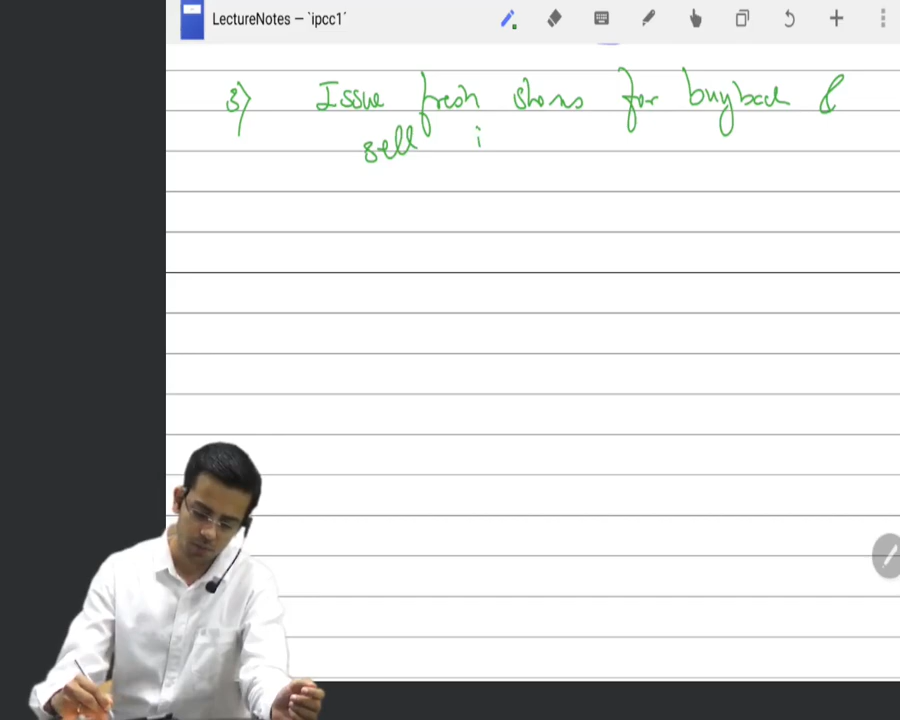 LectureNotes – `ipcc1´
3) Issue fresh shares for buyback &
sell i